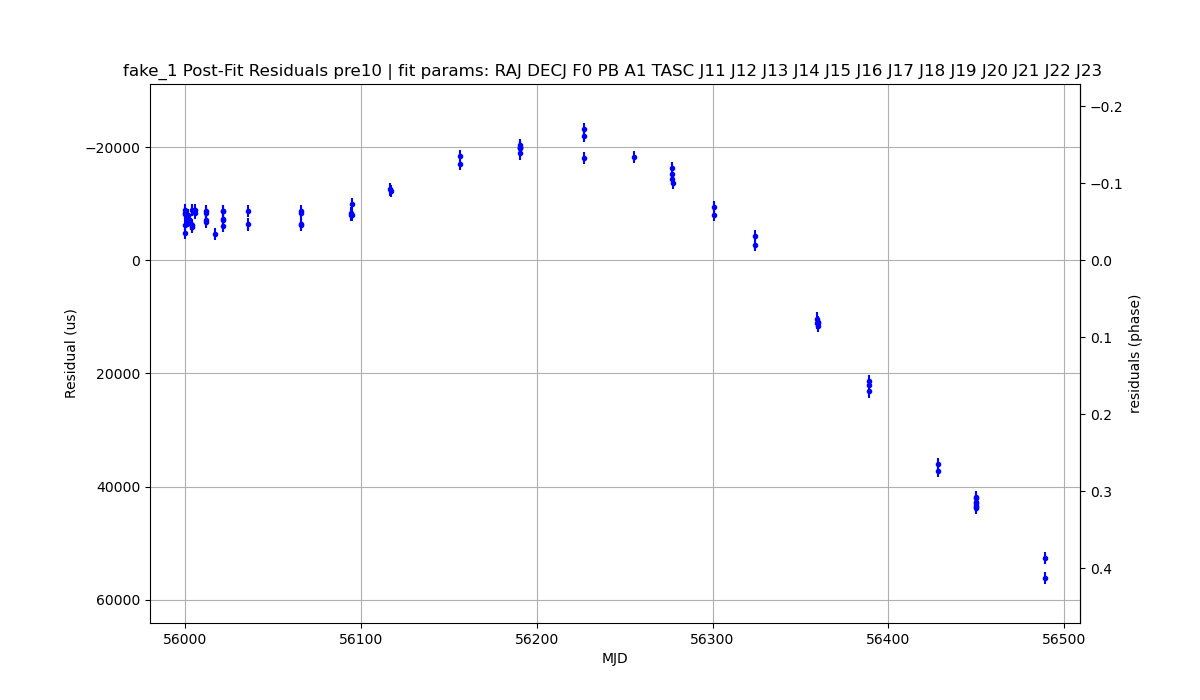 fake_1 Post-Fit Residuals pre10 | fit params: RAJ DECJ F0 PB A1 TASC J11 J12 J13 J14 J15 J16 J17 J18 J19 J20 J21 J22 J23
−20000
0
20000
40000
60000
Residual (us)
−0.2
−0.1
0.0
0.1
0.2
0.3
0.4
residuals (phase)
56000 56100 56200 56300 56400 56500
MJD